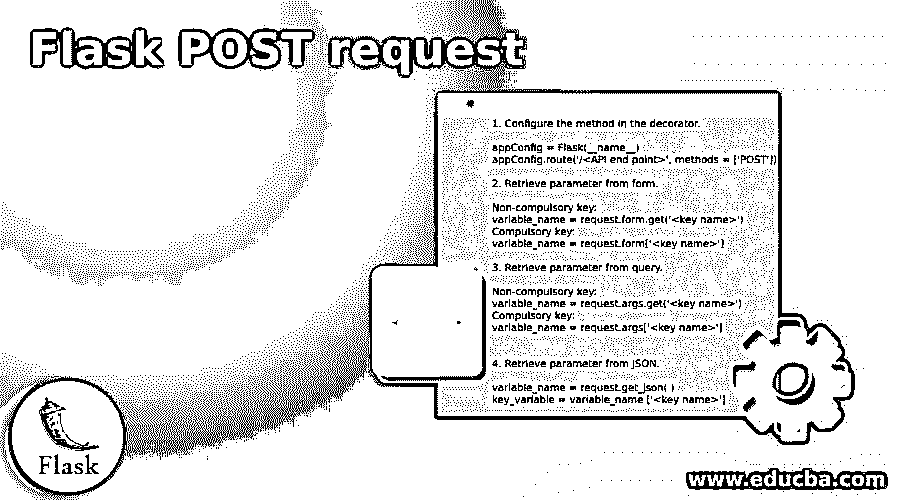 Flask POST request
1. Configure the method in the decorator.
appConfig = Flask(__name__)
appConfig.route('/<API end point>', methods = ['POST'])
2. Retrieve parameter from form.
Non-compulsory key:
variable_name = request.form.get('<key name>')
Compulsory key:
variable_name = request.form['<key name>']
3. Retrieve parameter from query.
Non-compulsory key:
variable_name = request.args.get('<key name>')
Compulsory key:
variable_name = request.args['<key name>']
4. Retrieve parameter from JSON.
variable_name = request.get_json( )
key_variable = variable_name ['<key name>']
Flask
www.educba.com